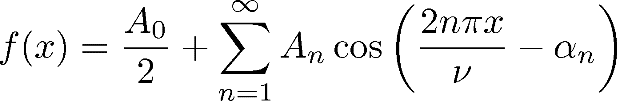 f(x) = \frac{A_0}{2} + \sum_{n=1}^{\infty} A_n \cos\left(\frac{2n\pi x}{\nu} - \alpha_n\right)